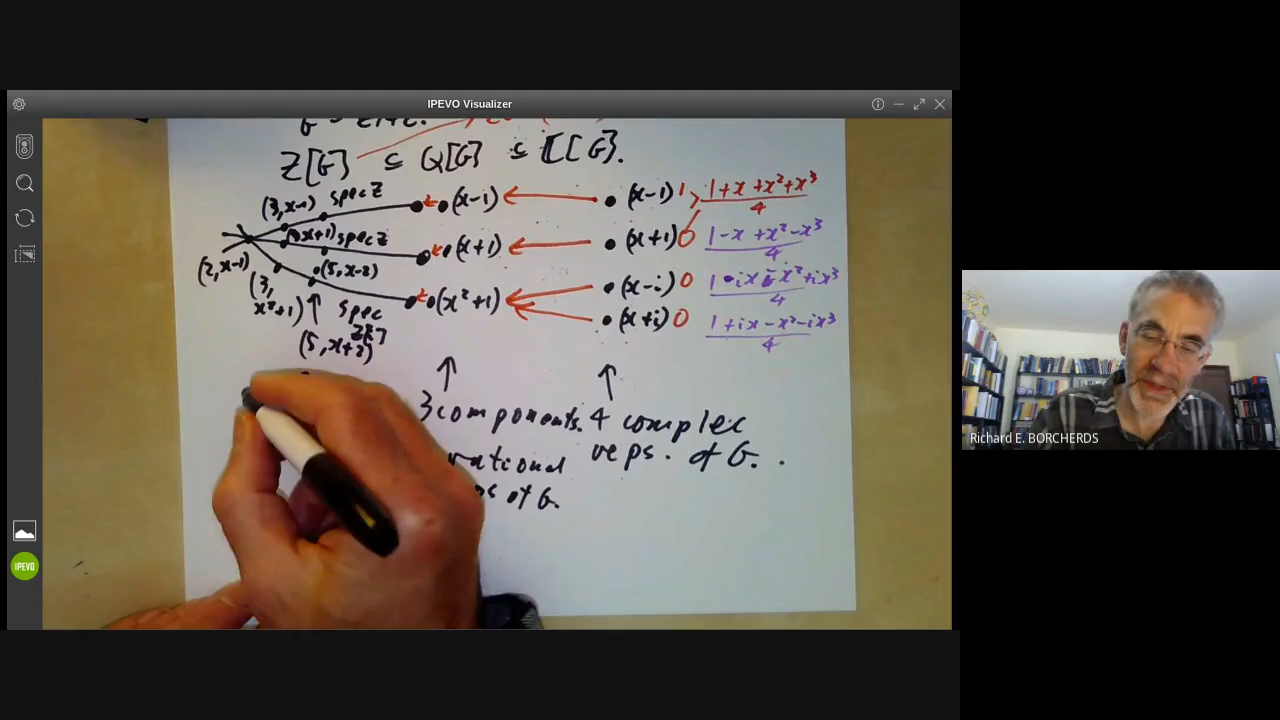 IPEVO Visualizer
Z[G] ⊆ Q[G] ⊆ ℂ[G].
(3, x-1) spec Z (x-1) (x-1) 1 1+x+x²+x³/4
x+1) spec Z (x+1) (x+1) 0 1-x+x²-x³/4
(2, x-1) (5, x-2) (x-i) 0
(3, x²+1) spec (x²+1) (x+i) 0 1+ix-x²-ix³/4
(5, x+2)
3 components. 4 complex
rational reps. of G.
of G.
Richard E. BORCHERDS
IPEVO